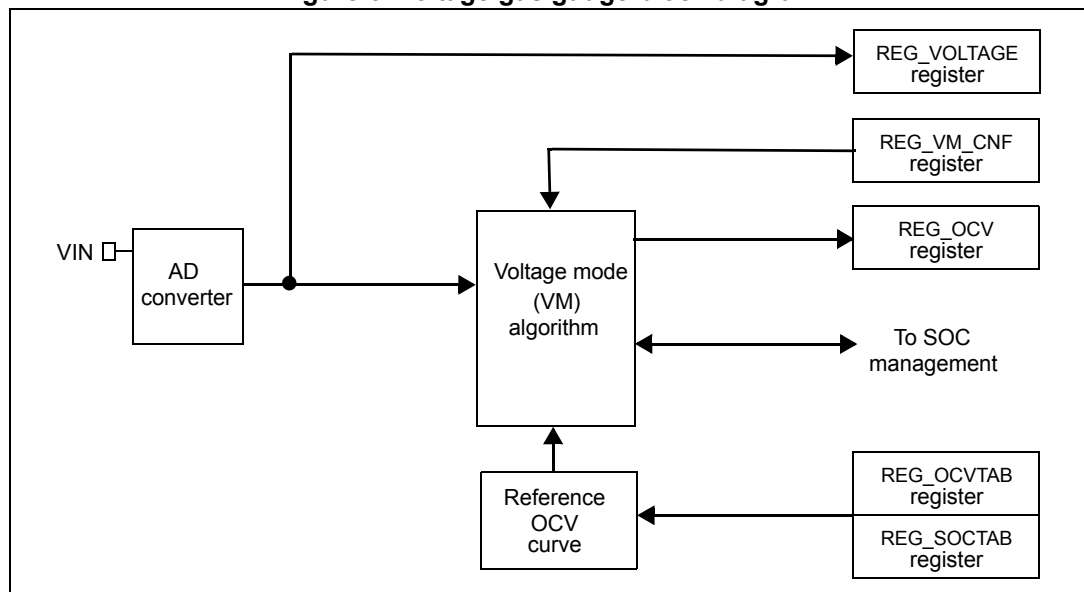 REG_VOLTAGE
register
REG_VM_CNF
register
REG_OCV
register
VIN
AD
converter
Voltage mode
(VM)
algorithm
To SOC
management
Reference
OCV
curve
REG_OCVTAB
register
REG_SOCTAB
register